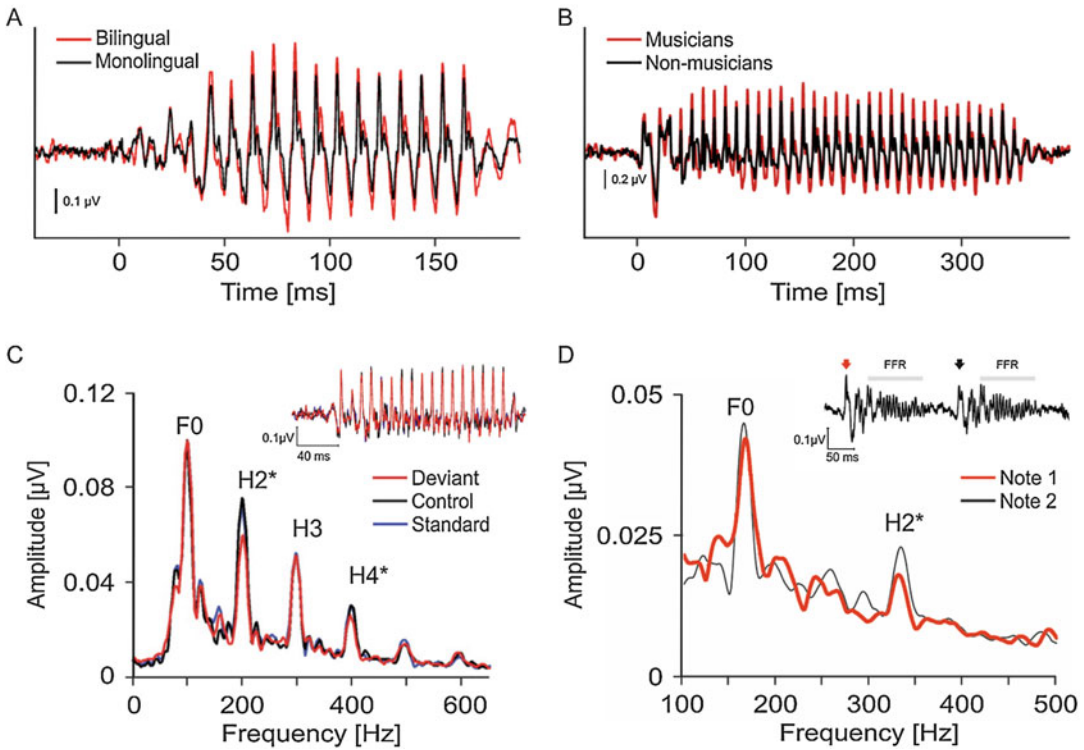 A
Bilingual
Monolingual
0.1 µV
0 50 100 150
Time [ms]
B
Musicians
Non-musicians
0.2 µV
0 100 200 300
Time [ms]
C
0.12
0.08
0.04
0
Amplitude [µV]
F0
H2*
H3
H4*
0.1µV
40 ms
Deviant
Control
Standard
0 200 400 600
Frequency [Hz]
D
0.05
0.025
0
Amplitude [µV]
F0
H2*
FFR FFR
0.1µV
50 ms
Note 1
Note 2
100 200 300 400 500
Frequency [Hz]